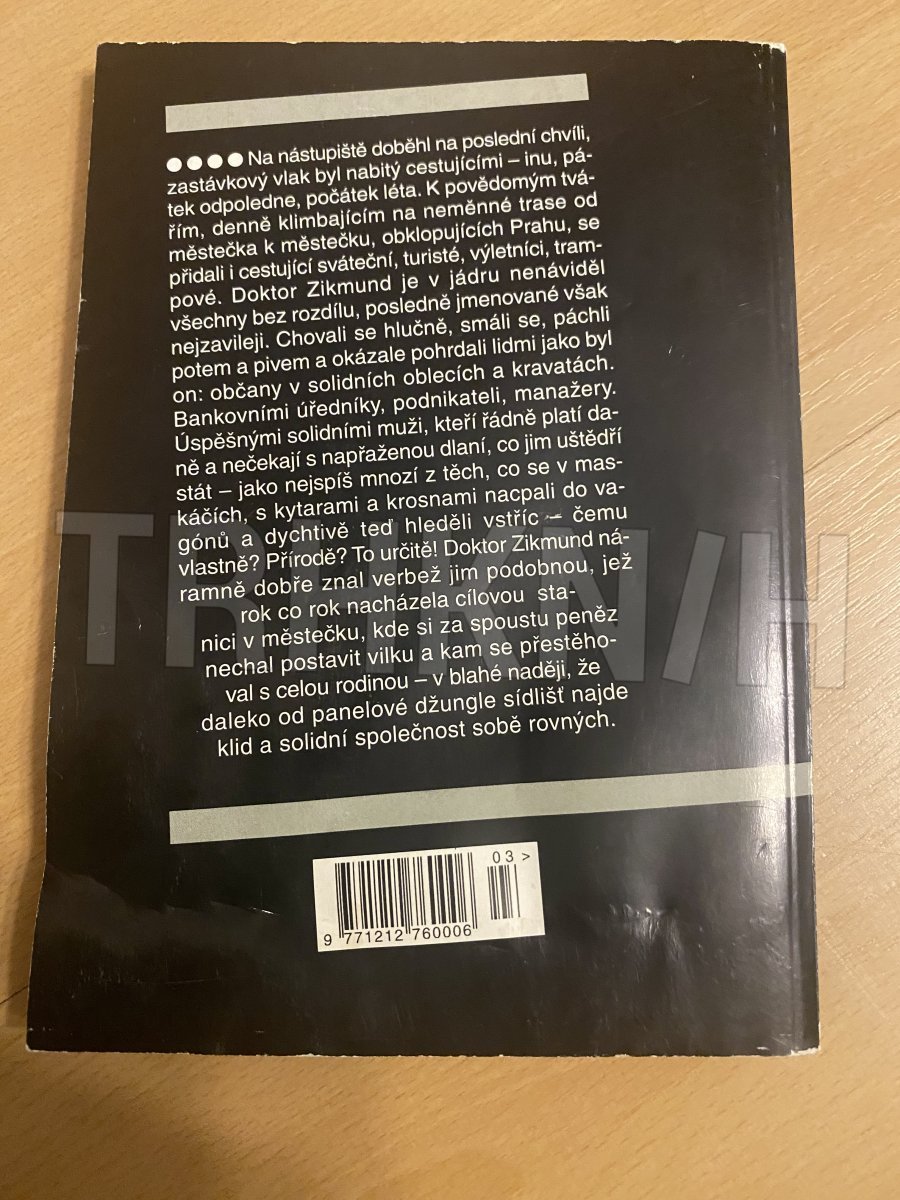 ●●●● Na nástupiště doběhl na poslední chvíli,
zastávkový vlak byl nabitý cestujícími – inu, pá-
tek odpoledne, počátek léta. K povědomým tvá-
řím, denně klimbajícím na neměnné trase od
městečka k městečku, obklopujících Prahu, se
přidali i cestující sváteční, turisté, výletníci, tram-
pové. Doktor Zikmund je v jádru nenáviděl
všechny bez rozdílu, posledně jmenované však
nejzavileji. Chovali se hlučně, smáli se, páchli
potem a pivem a okázale pohrdali lidmi jako byl
on: občany v solidních oblecích a kravatách.
Bankovními úředníky, podnikateli, manažery.
Úspěšnými solidními muži, kteří řádně platí da-
ně a nečekají s napřaženou dlaní, co jim uštědří
stát – jako nejspíš mnozí z těch, co se v mas-
káčích, s kytarami a krosnami nacpali do va-
gónů a dychtivě teď hleděli vstříc – čemu
vlastně? Přírodě? To určitě! Doktor Zikmund ná-
ramně dobře znal verbež jim podobnou, jež
rok co rok nacházela cílovou sta-
nici v městečku, kde si za spoustu peněz
nechal postavit vilku a kam se přestěho-
val s celou rodinou – v blahé naději, že
daleko od panelové džungle sídlišť najde
klid a solidní společnost sobě rovných.
TRHKN/H
03 >
9 771212 760006